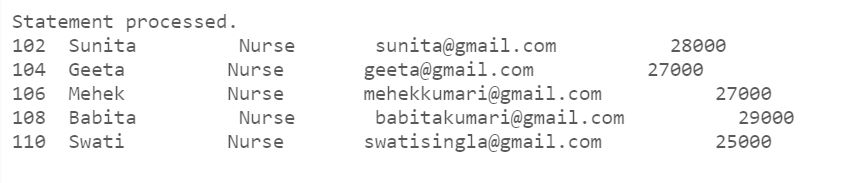 Statement processed.
102 Sunita Nurse sunita@gmail.com 28000
104 Geeta Nurse geeta@gmail.com 27000
106 Mehek Nurse mehekkumari@gmail.com 27000
108 Babita Nurse babitakumari@gmail.com 29000
110 Swati Nurse swatisingla@gmail.com 25000